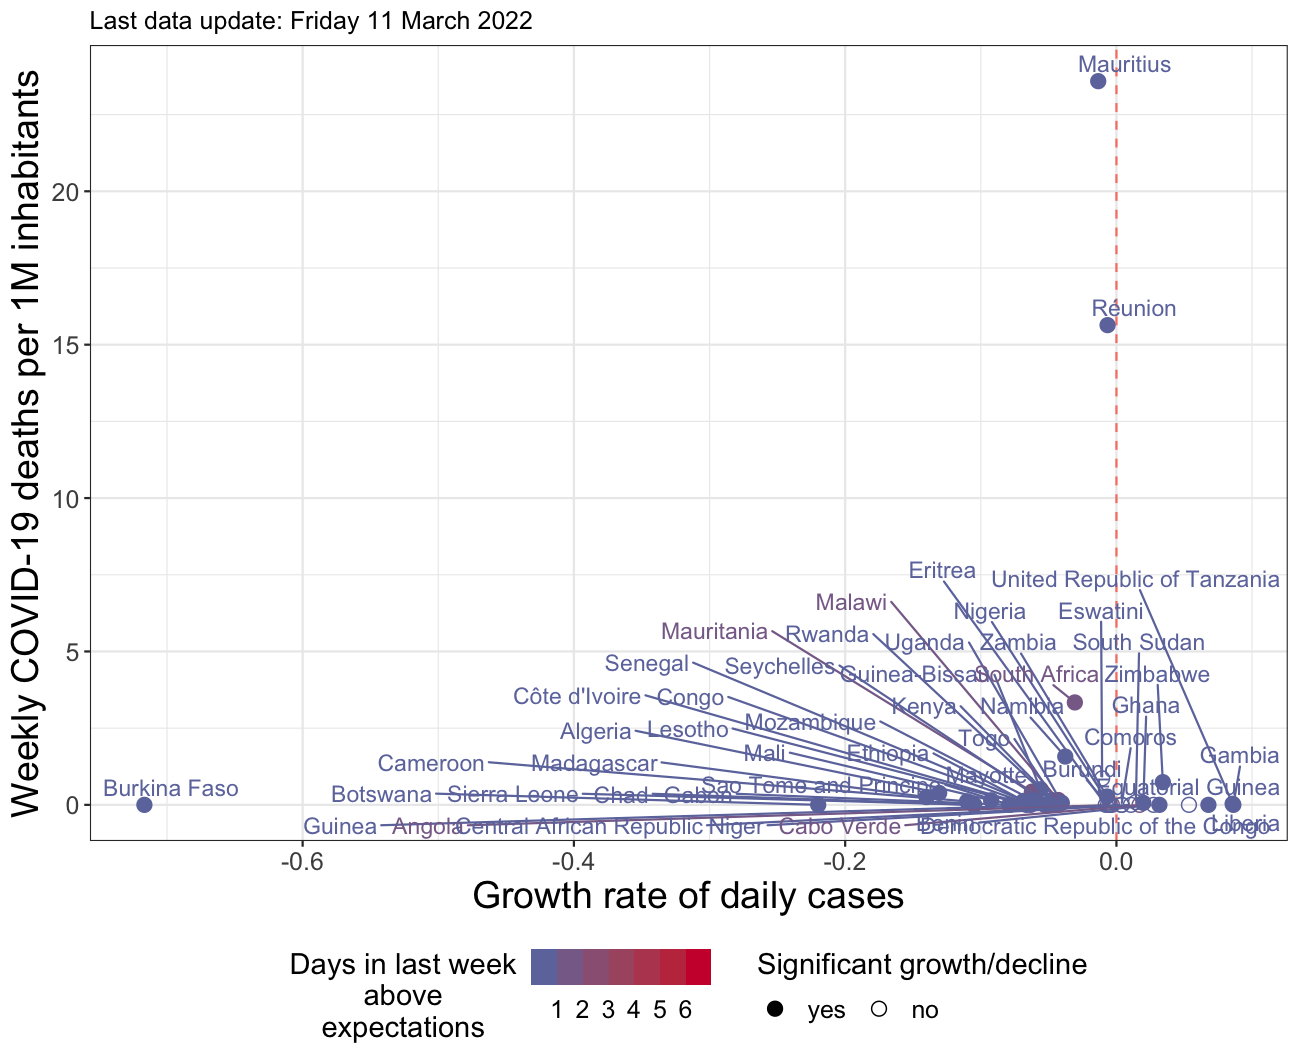 Last data update: Friday 11 March 2022
Weekly COVID-19 deaths per 1M inhabitants
20
15
10
5
0
Mauritius
Réunion
Eritrea
United Republic of Tanzania
Malawi
Nigeria
Eswatini
Mauritania
Rwanda
Uganda
Zambia
South Sudan
Senegal
Seychelles
Guinea-Bissau
South Africa
Zimbabwe
Côte d'Ivoire
Congo
Kenya
Namibia
Ghana
Algeria
Lesotho
Mozambique
Togo
Comoros
Mali
Ethiopia
Gambia
Cameroon
Madagascar
Mayotte
Burundi
Burkina Faso
Sao Tome and Principe
Equatorial Guinea
Botswana
Sierra Leone
Chad
Gabon
Guinea
Angola
Central African Republic
Niger
Cabo Verde
Benin
Democratic Republic of the Congo
Liberia
-0.6
-0.4
-0.2
0.0
Growth rate of daily cases
Days in last week
above
expectations
1 2 3 4 5 6
Significant growth/decline
yes
no